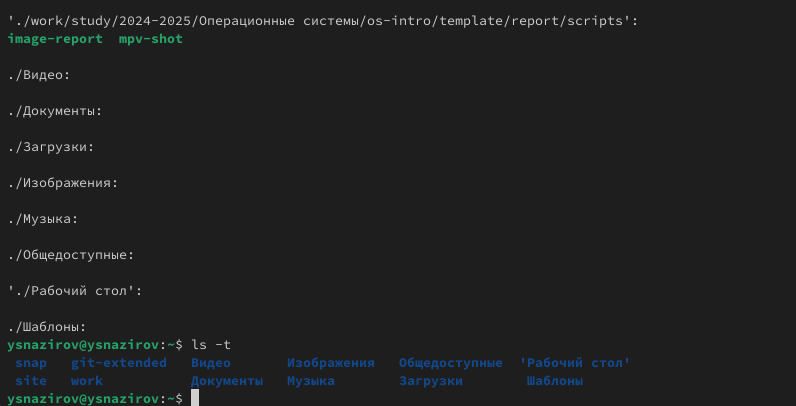 './work/study/2024-2025/Операционные системы/os-intro/template/report/scripts':
image-report  mpv-shot
./Видео:
./Документы:
./Загрузки:
./Изображения:
./Музыка:
./Общедоступные:
'./Рабочий стол':
./Шаблоны:
ysnazirov@ysnazirov:~$ ls -t
snap   git-extended   Видео       Изображения   Общедоступные  'Рабочий стол'
site   work           Документы   Музыка        Загрузки        Шаблоны
ysnazirov@ysnazirov:~$